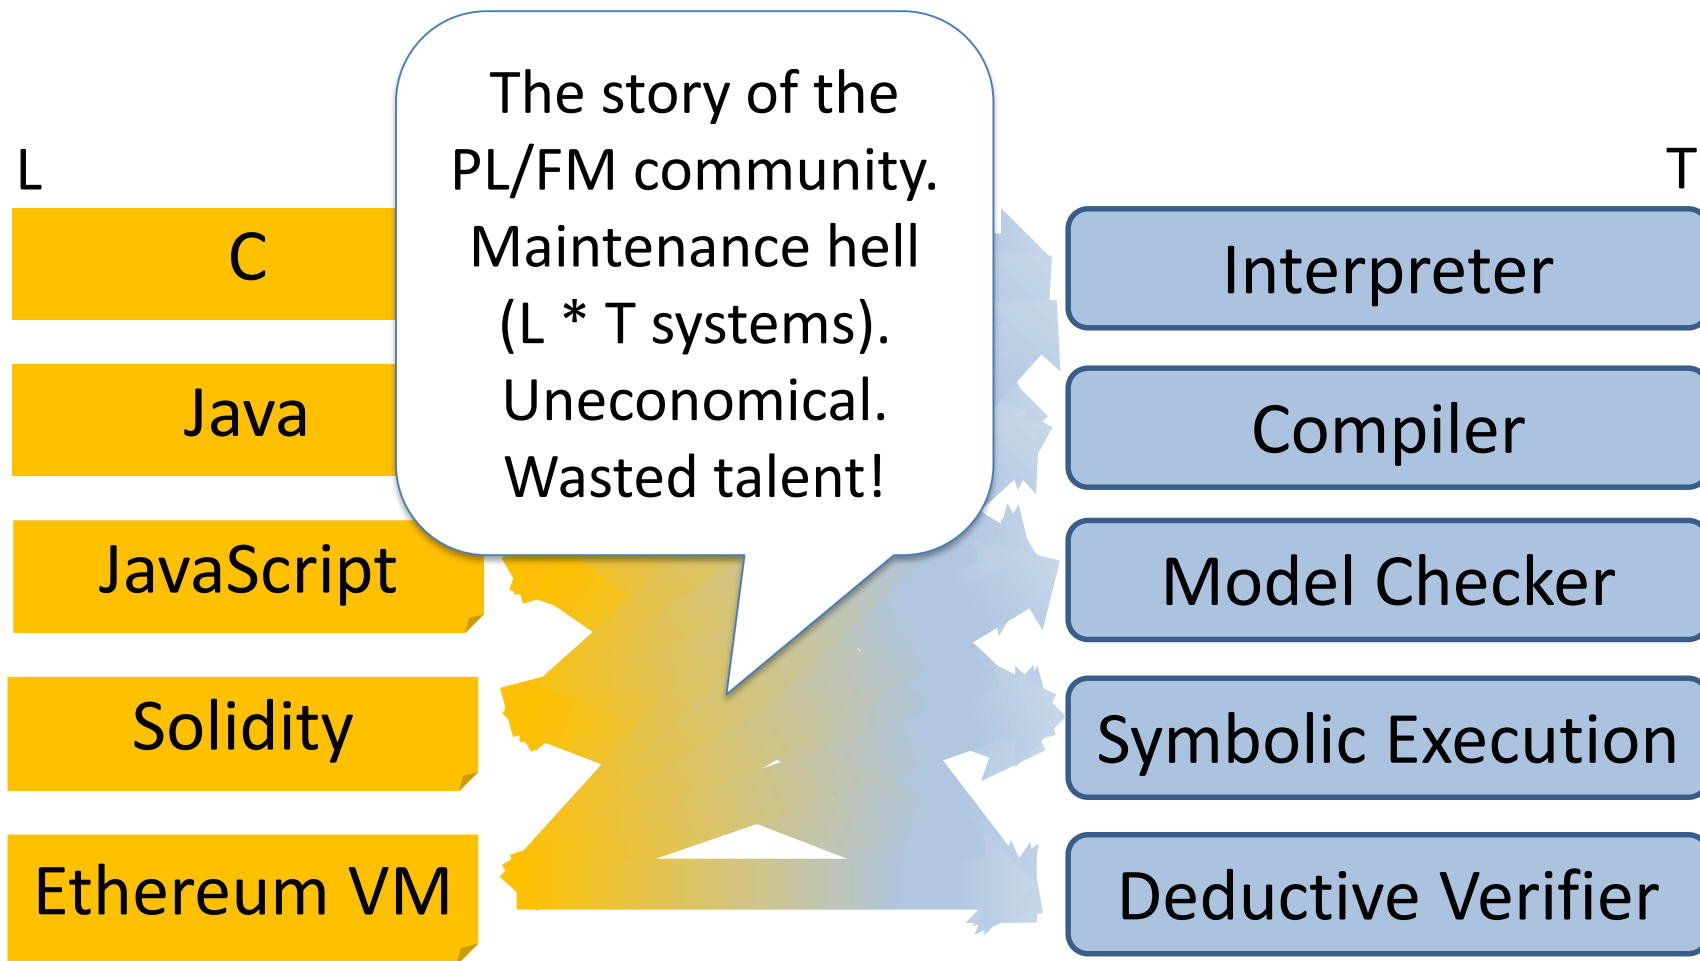 The story of the
PL/FM community.
Maintenance hell
(L * T systems).
Uneconomical.
Wasted talent!
L
C
Java
JavaScript
Solidity
Ethereum VM
T
Interpreter
Compiler
Model Checker
Symbolic Execution
Deductive Verifier